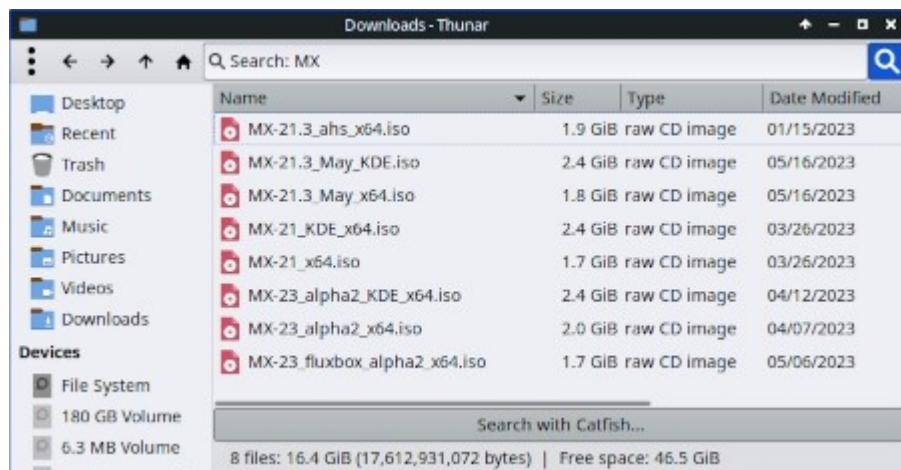 Downloads - Thunar
Search: MX
Desktop
Recent
Trash
Documents
Music
Pictures
Videos
Downloads
Devices
File System
180 GB Volume
6.3 MB Volume
Name Size Type Date Modified
MX-21.3_ahs_x64.iso 1.9 GiB raw CD image 01/15/2023
MX-21.3_May_KDE.iso 2.4 GiB raw CD image 05/16/2023
MX-21.3_May_x64.iso 1.8 GiB raw CD image 05/16/2023
MX-21_KDE_x64.iso 2.4 GiB raw CD image 03/26/2023
MX-21_x64.iso 1.7 GiB raw CD image 03/26/2023
MX-23_alpha2_KDE_x64.iso 2.4 GiB raw CD image 04/12/2023
MX-23_alpha2_x64.iso 2.0 GiB raw CD image 04/07/2023
MX-23_fluxbox_alpha2_x64.iso 1.7 GiB raw CD image 05/06/2023
Search with Catfish...
8 files: 16.4 GiB (17,612,931,072 bytes) | Free space: 46.5 GiB